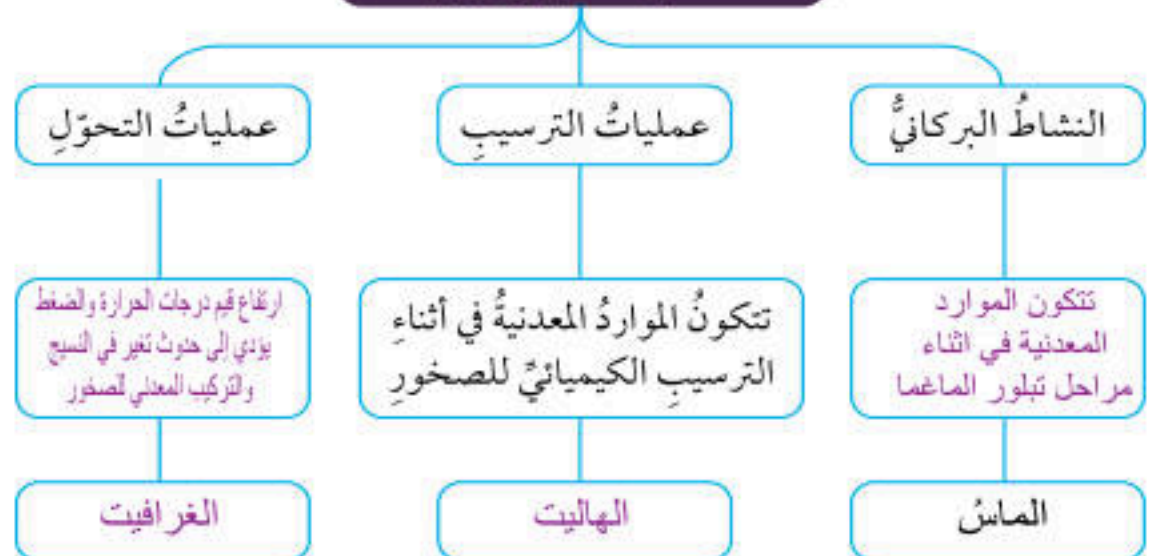 النشاطُ البركانيُّ
عملياتُ الترسيبِ
عملياتُ التحوّلِ
تتكون الموارد
المعدنية في اثناء
مراحل تبلور الماغما
تتكونُ المواردُ المعدنيةُ في أثناءِ
الترسيبِ الكيميائيِّ للصخورِ
ارتفاع قيم درجات الحرارة والضغط
يؤدي إلى حدوث تغير في النسيج
والتركيب المعدني للصخور
الماسُ
الهاليت
الغرافيت